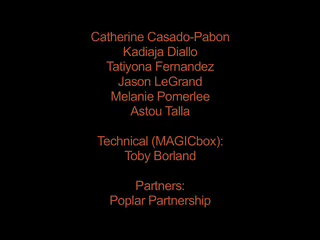 Catherine Casado-Pabon
Kadiaja Diallo
Tatiyona Fernandez
Jason LeGrand
Melanie Pomerlee
Astou Talla
Technical (MAGICbox):
Toby Borland
Partners:
Poplar Partnership